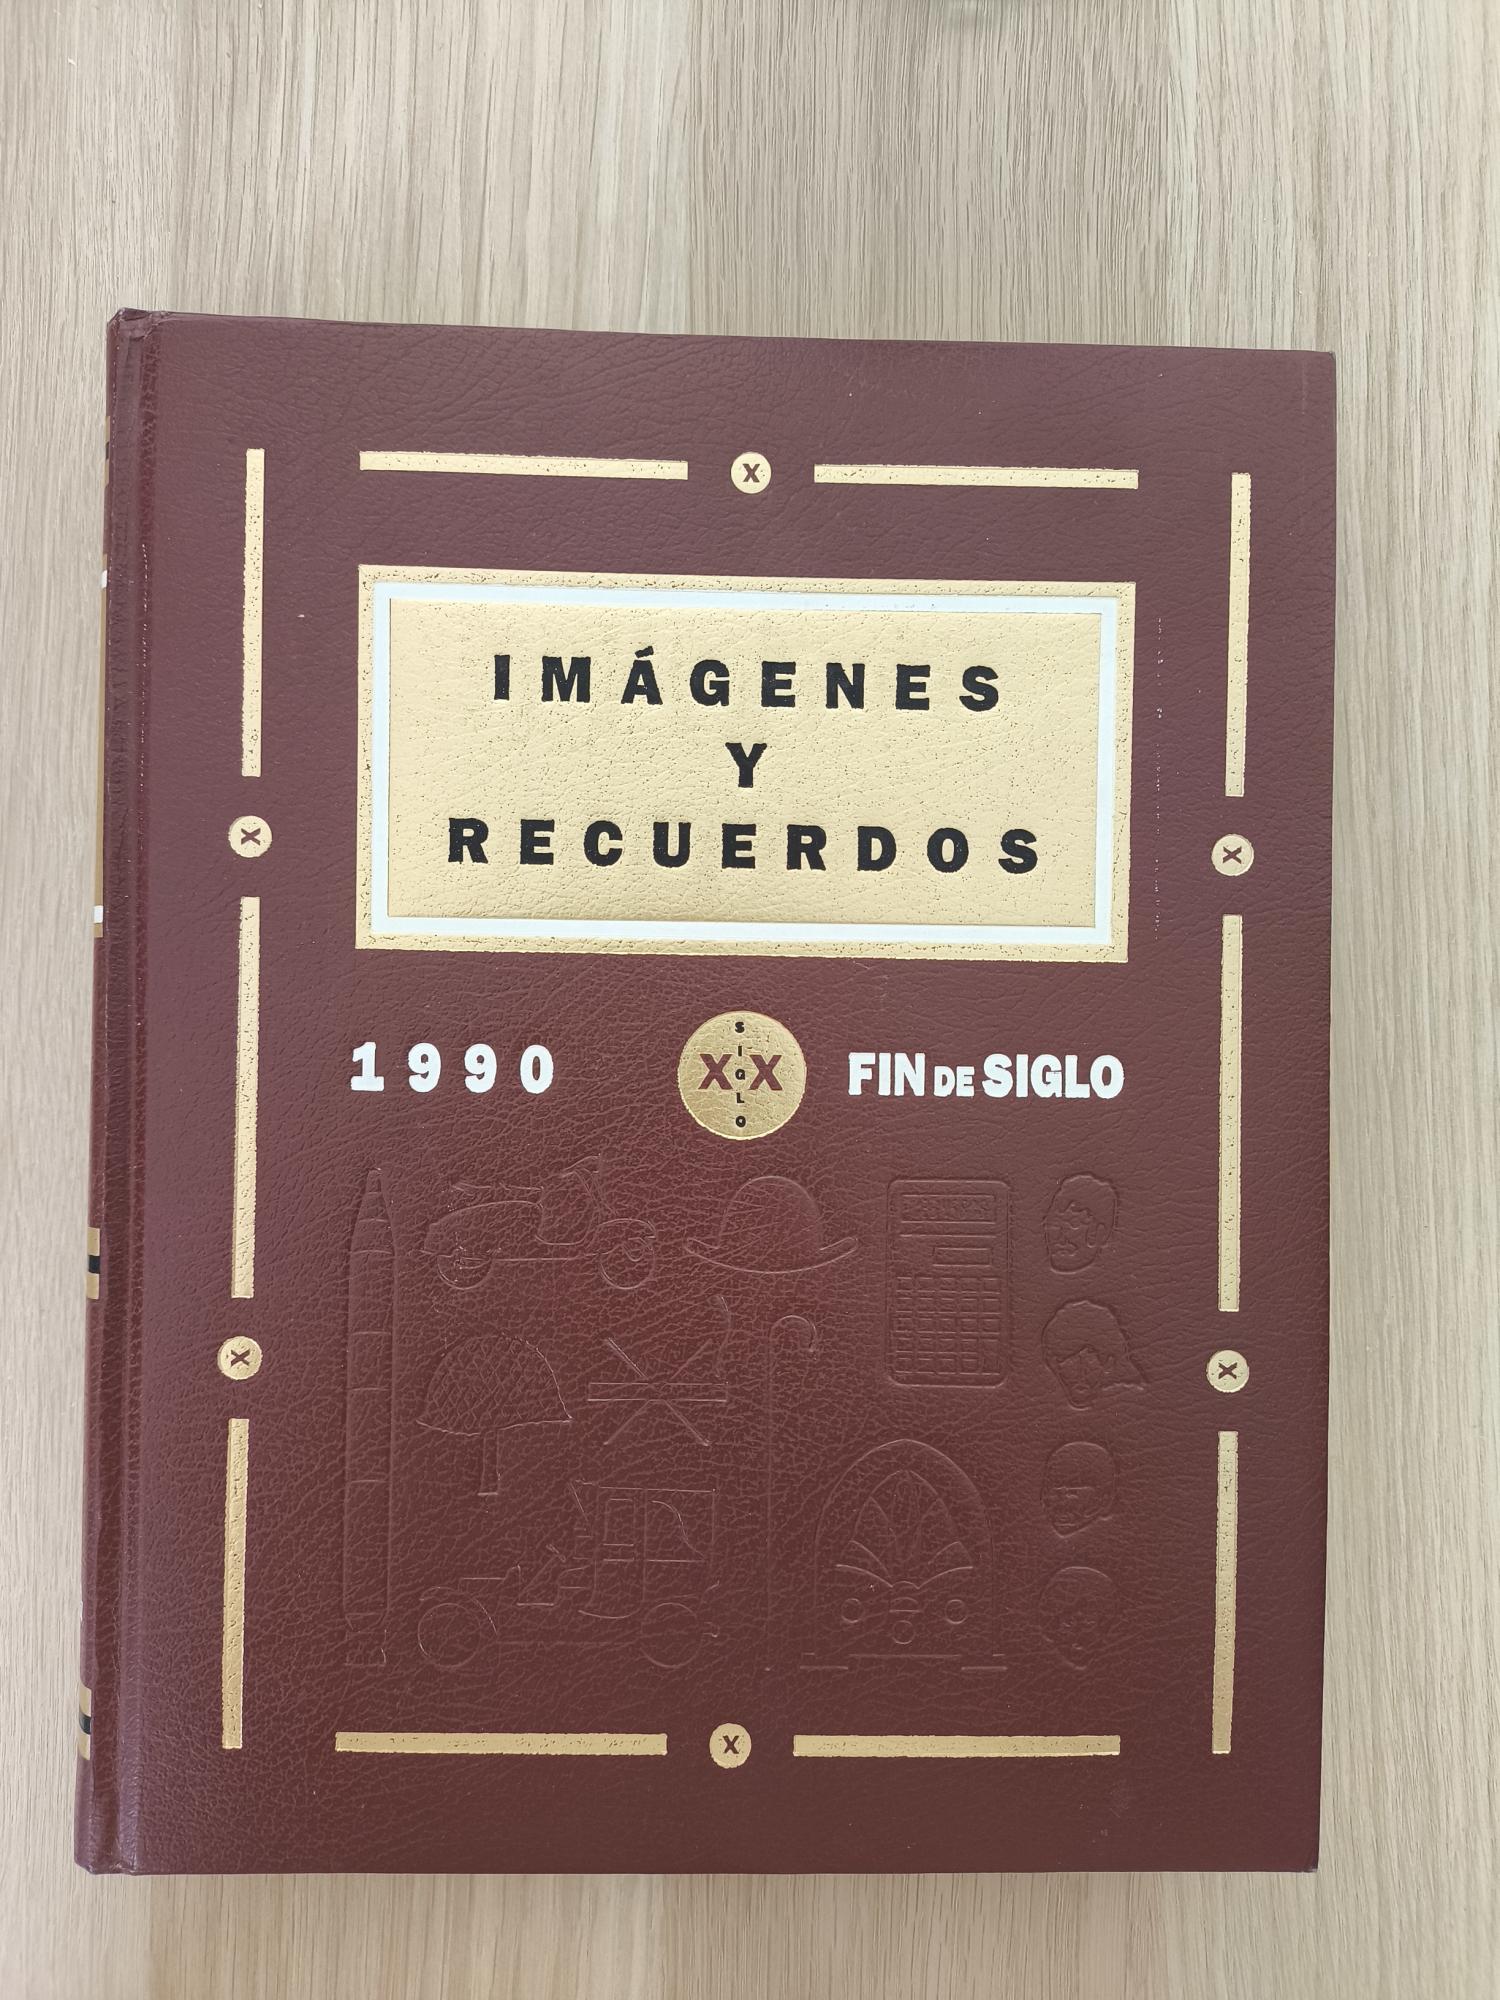 X
IMÁGENES
Y
RECUERDOS
X
X
1990
SIGLO
XX
FIN DE SIGLO
X
X
X